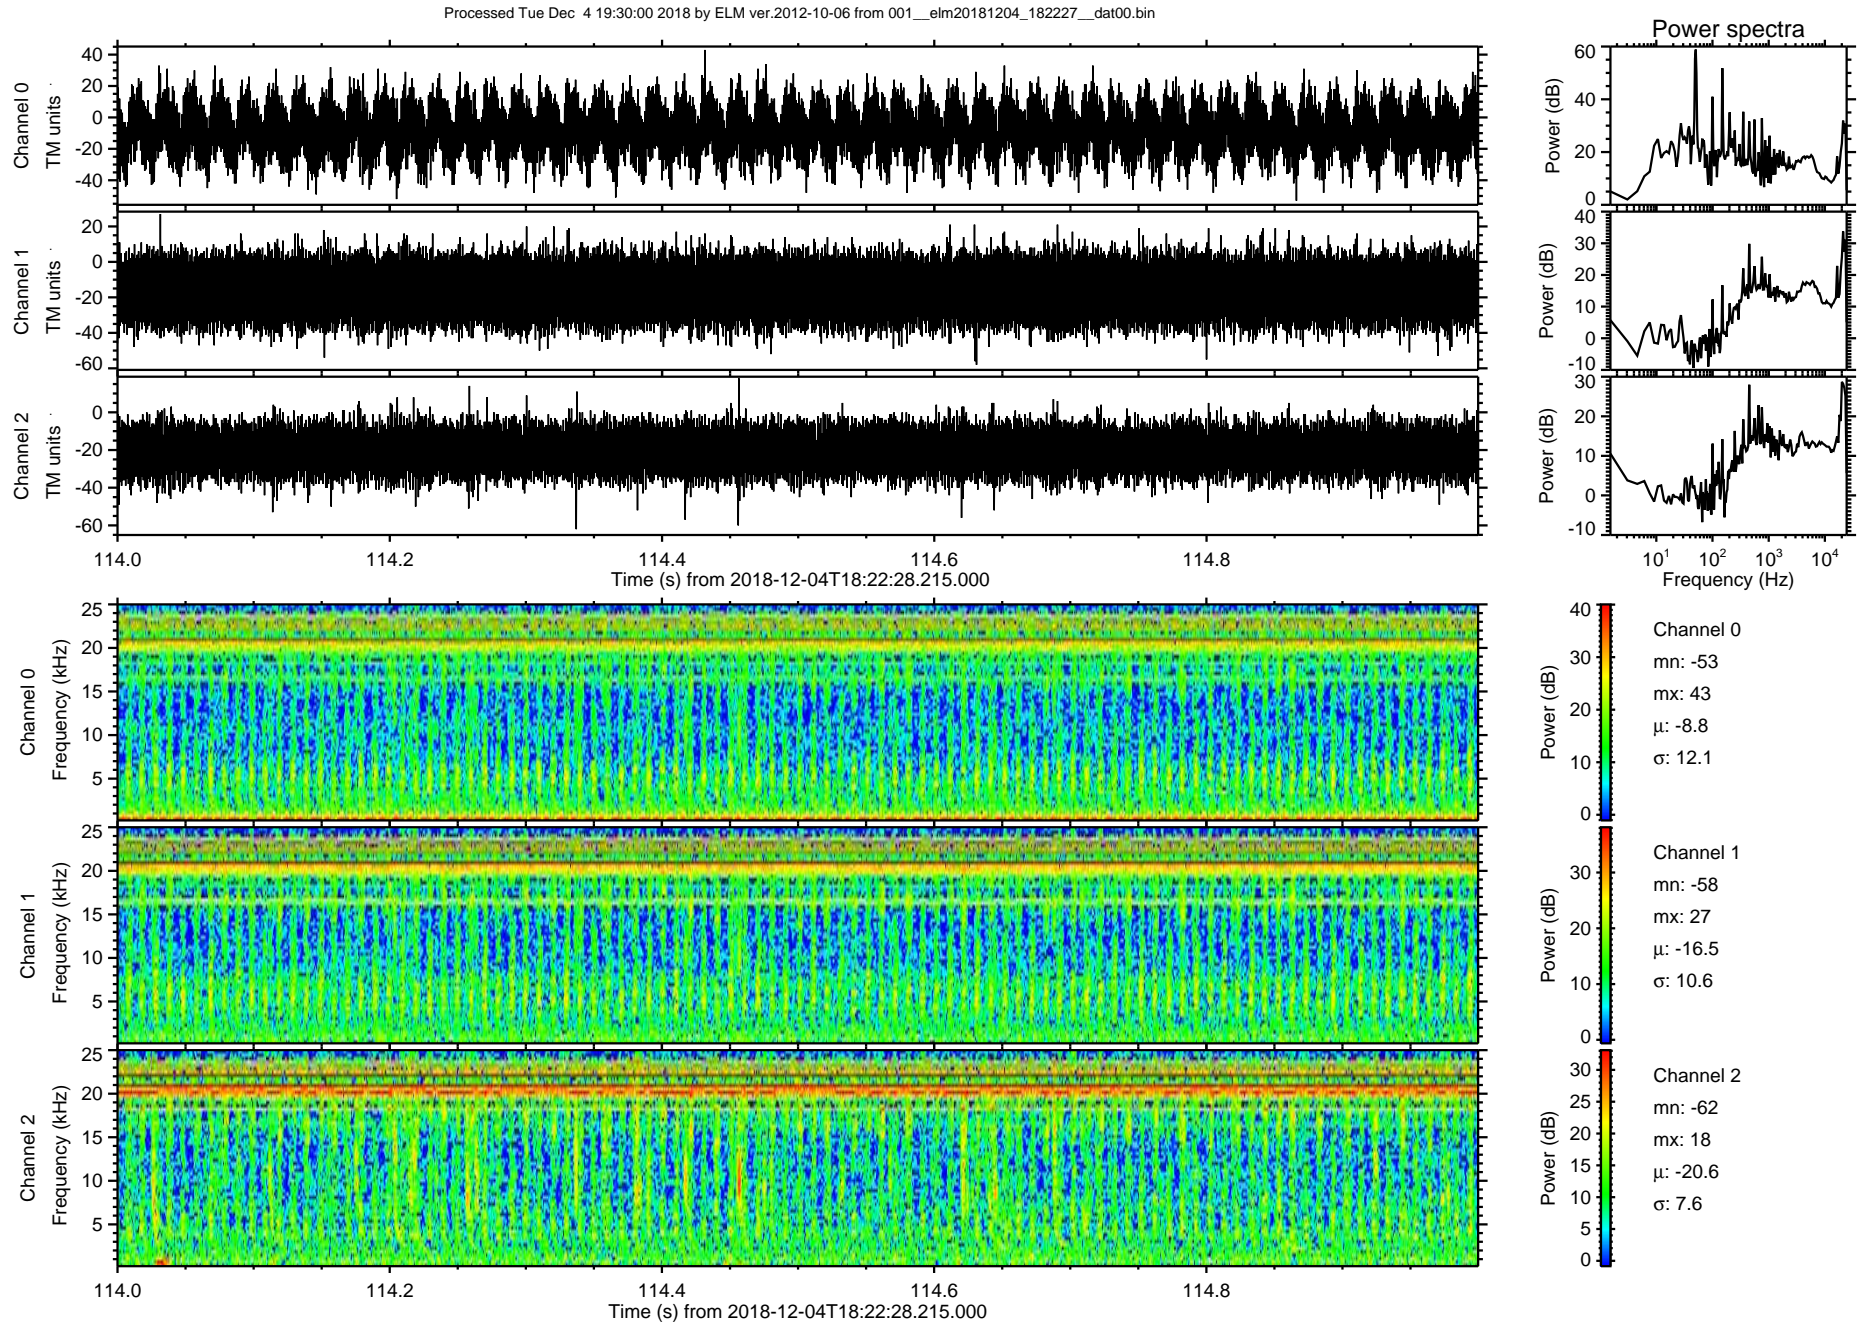 Processed Tue Dec  4 19:30:00 2018 by ELM ver.2012-10-06 from 001__elm20181204_182227__dat00.bin
Power spectra
Channel 0
TM units
40
20
0
-20
-40
Power (dB)
60
40
20
0
Channel 1
TM units
20
0
-20
-40
-60
Power (dB)
40
30
20
10
0
-10
Channel 2
TM units
0
-20
-40
-60
Power (dB)
30
20
10
0
-10
114.0 114.2 114.4 114.6 114.8
Time (s) from 2018-12-04T18:22:28.215.000
10^1 10^2 10^3 10^4
Frequency (Hz)
Channel 0
Frequency (kHz)
25
20
15
10
5
Power (dB)
40
30
20
10
0
Channel 0
mn: -53
mx: 43
μ: -8.8
σ: 12.1
Channel 1
Frequency (kHz)
25
20
15
10
5
Power (dB)
30
20
10
0
Channel 1
mn: -58
mx: 27
μ: -16.5
σ: 10.6
Channel 2
Frequency (kHz)
25
20
15
10
5
Power (dB)
30
25
20
15
10
5
0
Channel 2
mn: -62
mx: 18
μ: -20.6
σ: 7.6
114.0 114.2 114.4 114.6 114.8
Time (s) from 2018-12-04T18:22:28.215.000